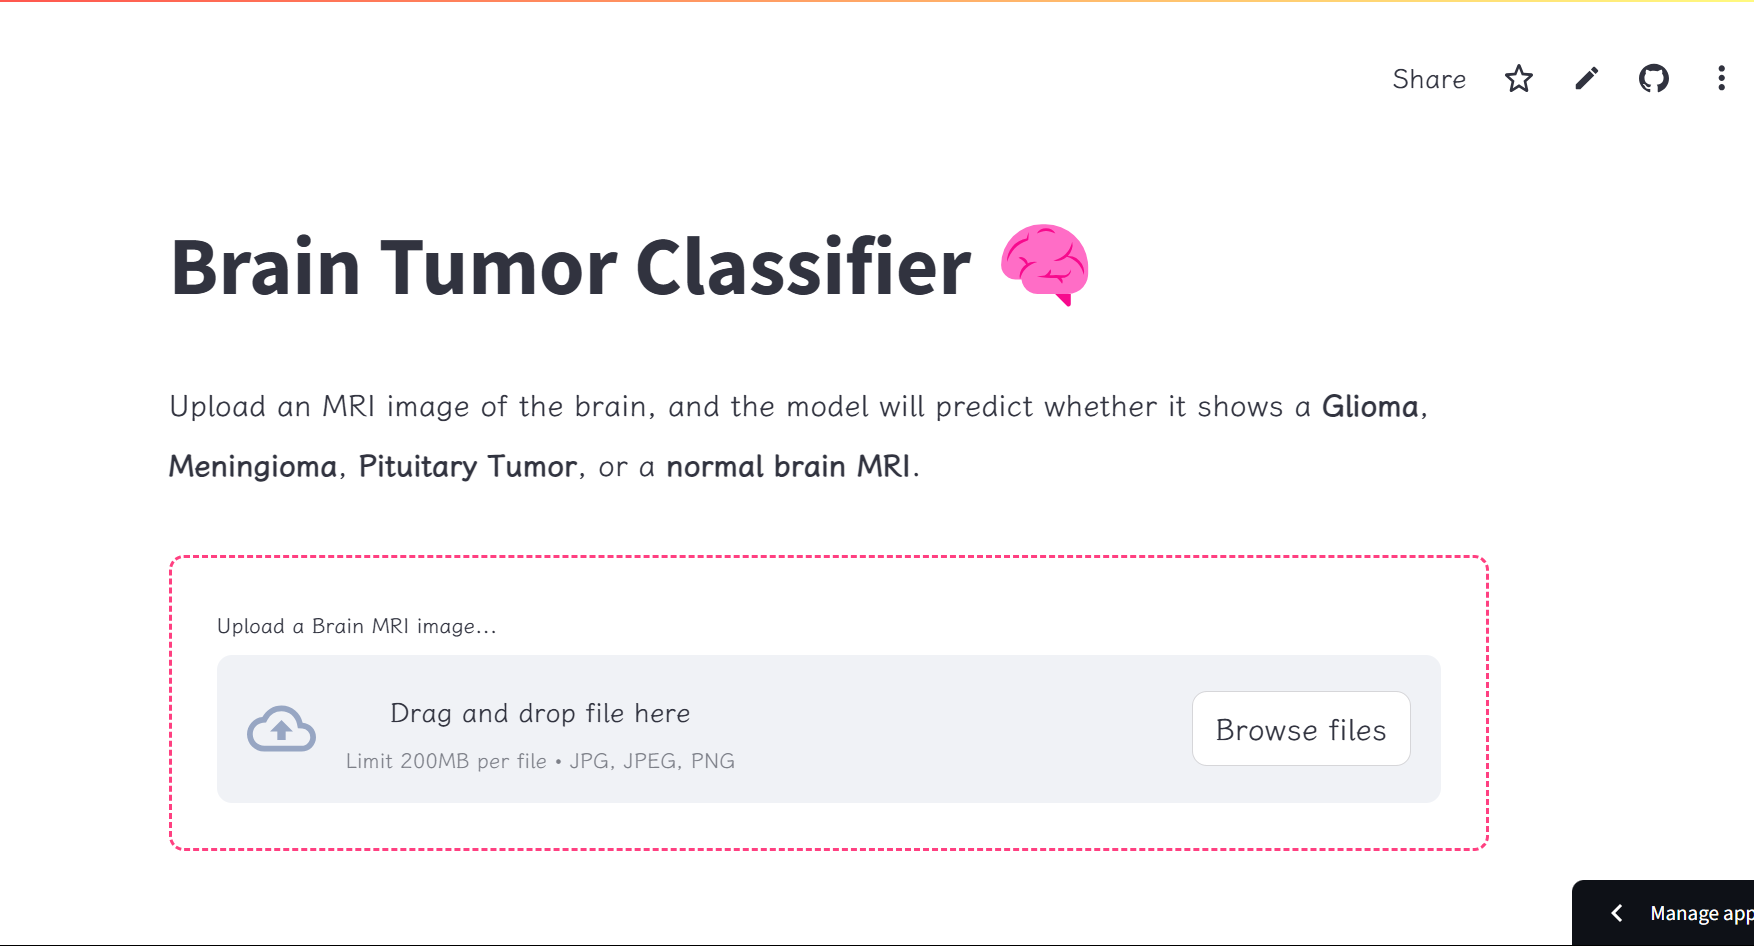 Share
Brain Tumor Classifier
Upload an MRI image of the brain, and the model will predict whether it shows a Glioma,
Meningioma, Pituitary Tumor, or a normal brain MRI.
Upload a Brain MRI image...
Drag and drop file here
Limit 200MB per file • JPG, JPEG, PNG
Browse files
Manage app